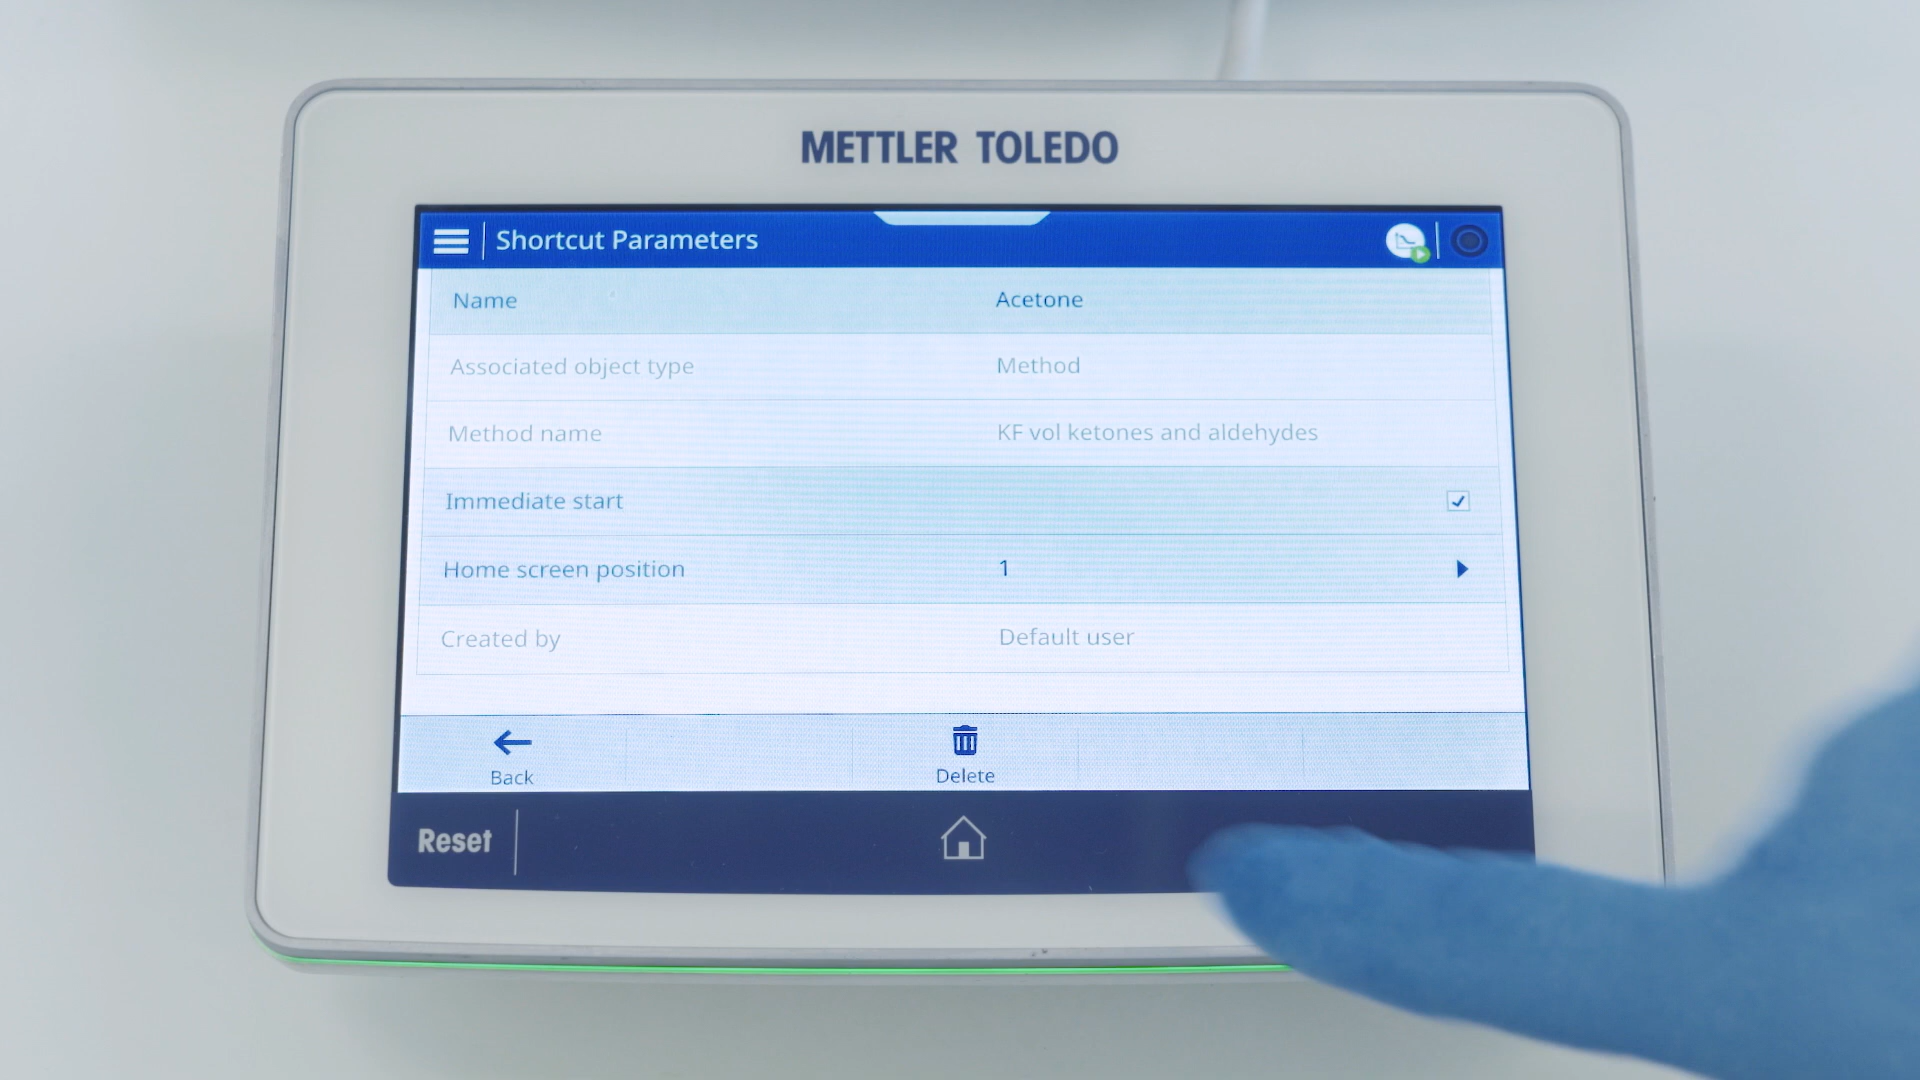 METTLER TOLEDO
Shortcut Parameters
Name Acetone
Associated object type Method
Method name KF vol ketones and aldehydes
Immediate start
Home screen position 1
Created by Default user
Back Delete
Reset